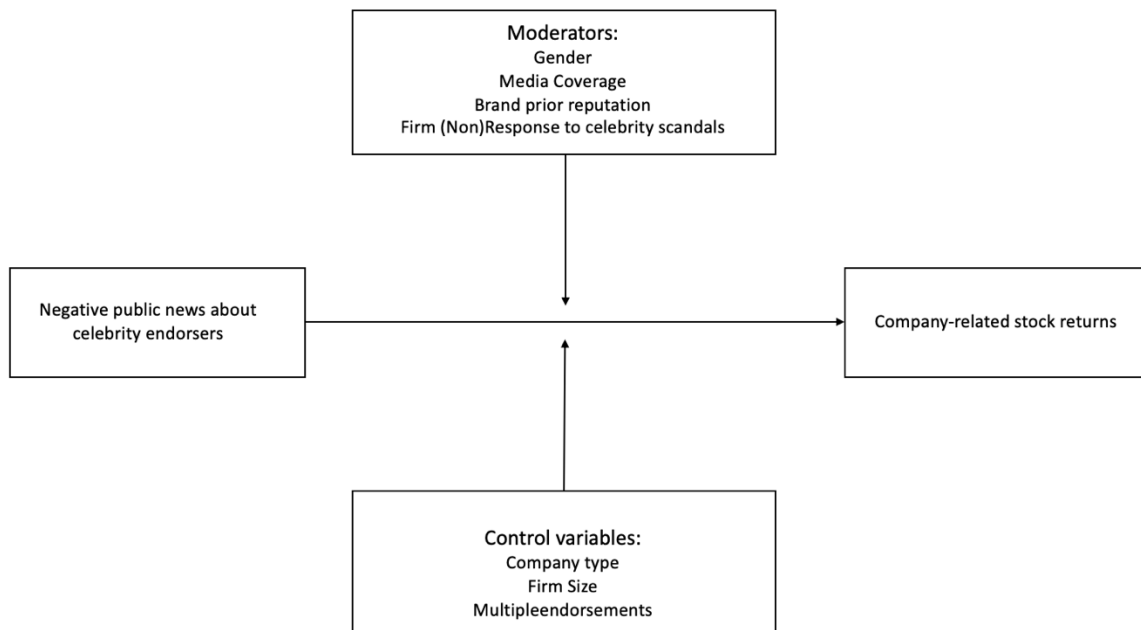 Moderators:
Gender
Media Coverage
Brand prior reputation
Firm (Non)Response to celebrity scandals
Negative public news about
celebrity endorsers
Company-related stock returns
Control variables:
Company type
Firm Size
Multipleendorsements